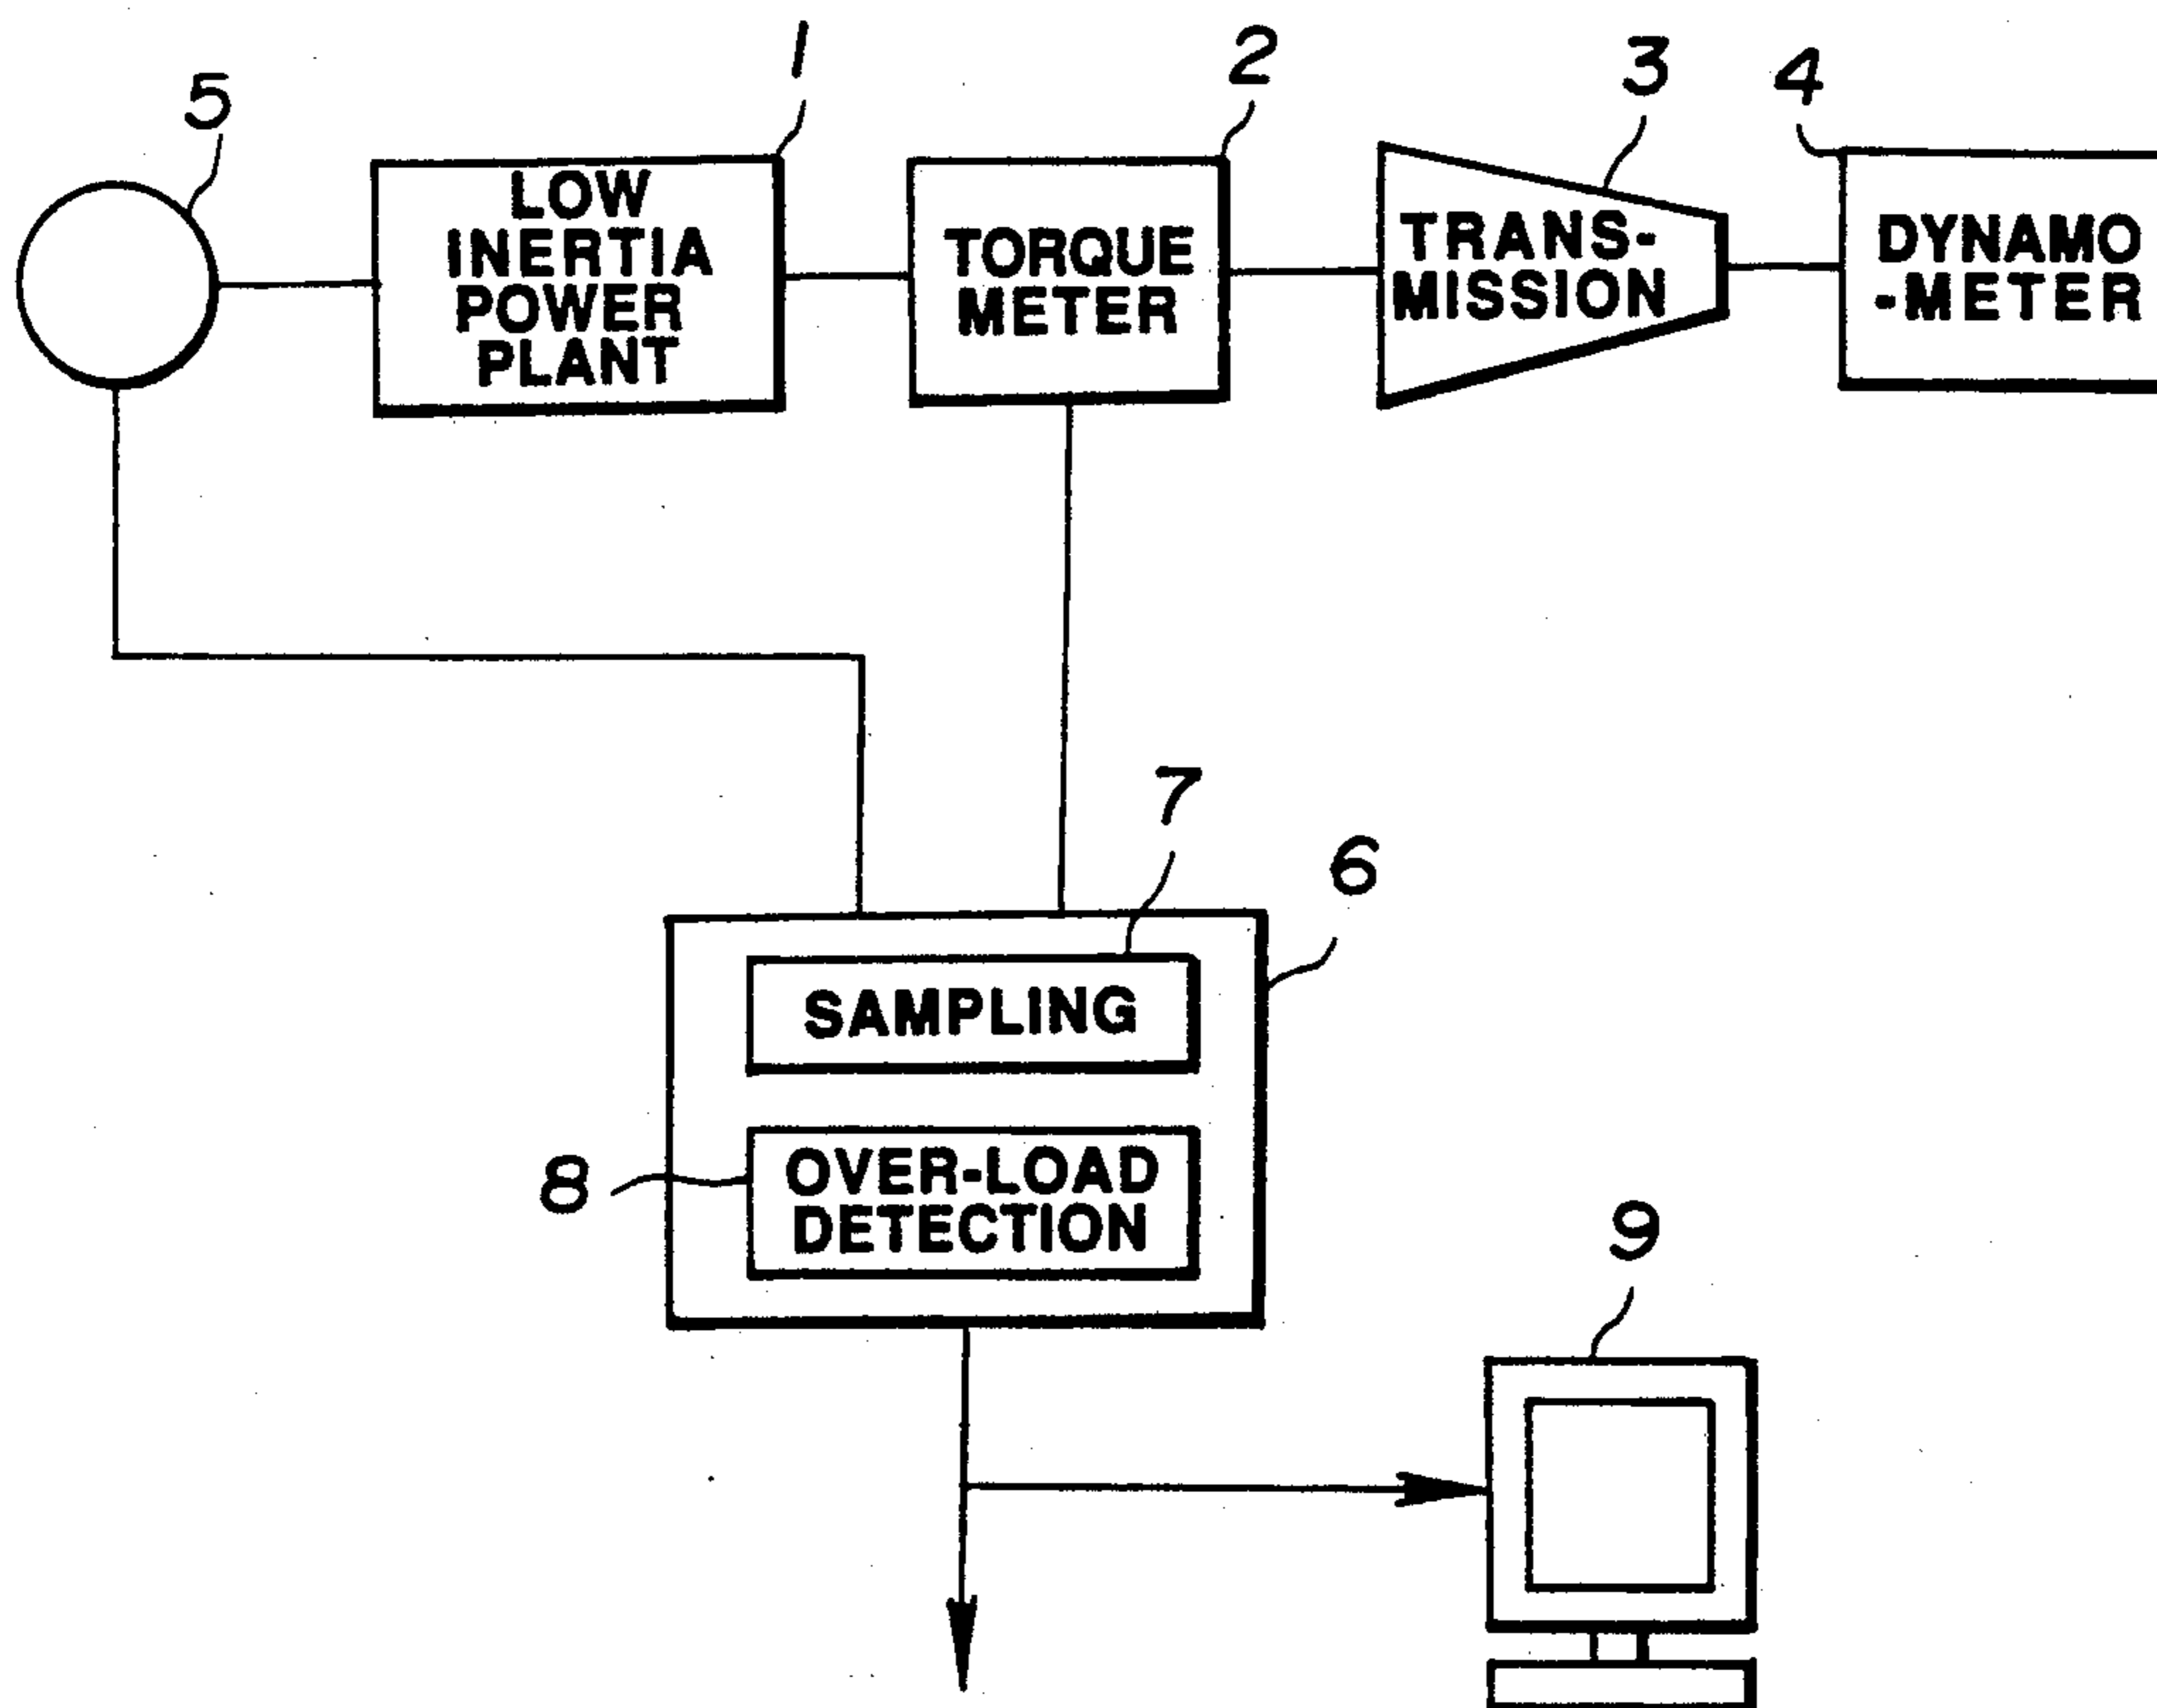 1
2
3
4
5
LOW
INERTIA
POWER
PLANT
TORQUE
METER
TRANS-
MISSION
DYNAMO
-METER
7
6
SAMPLING
8
OVER-LOAD
DETECTION
9